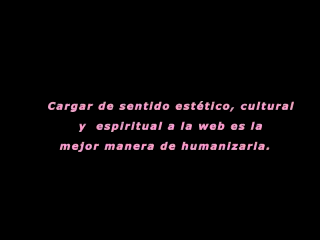 Cargar de sentido estético, cultural
y espiritual a la web es la
mejor manera de humanizarla.